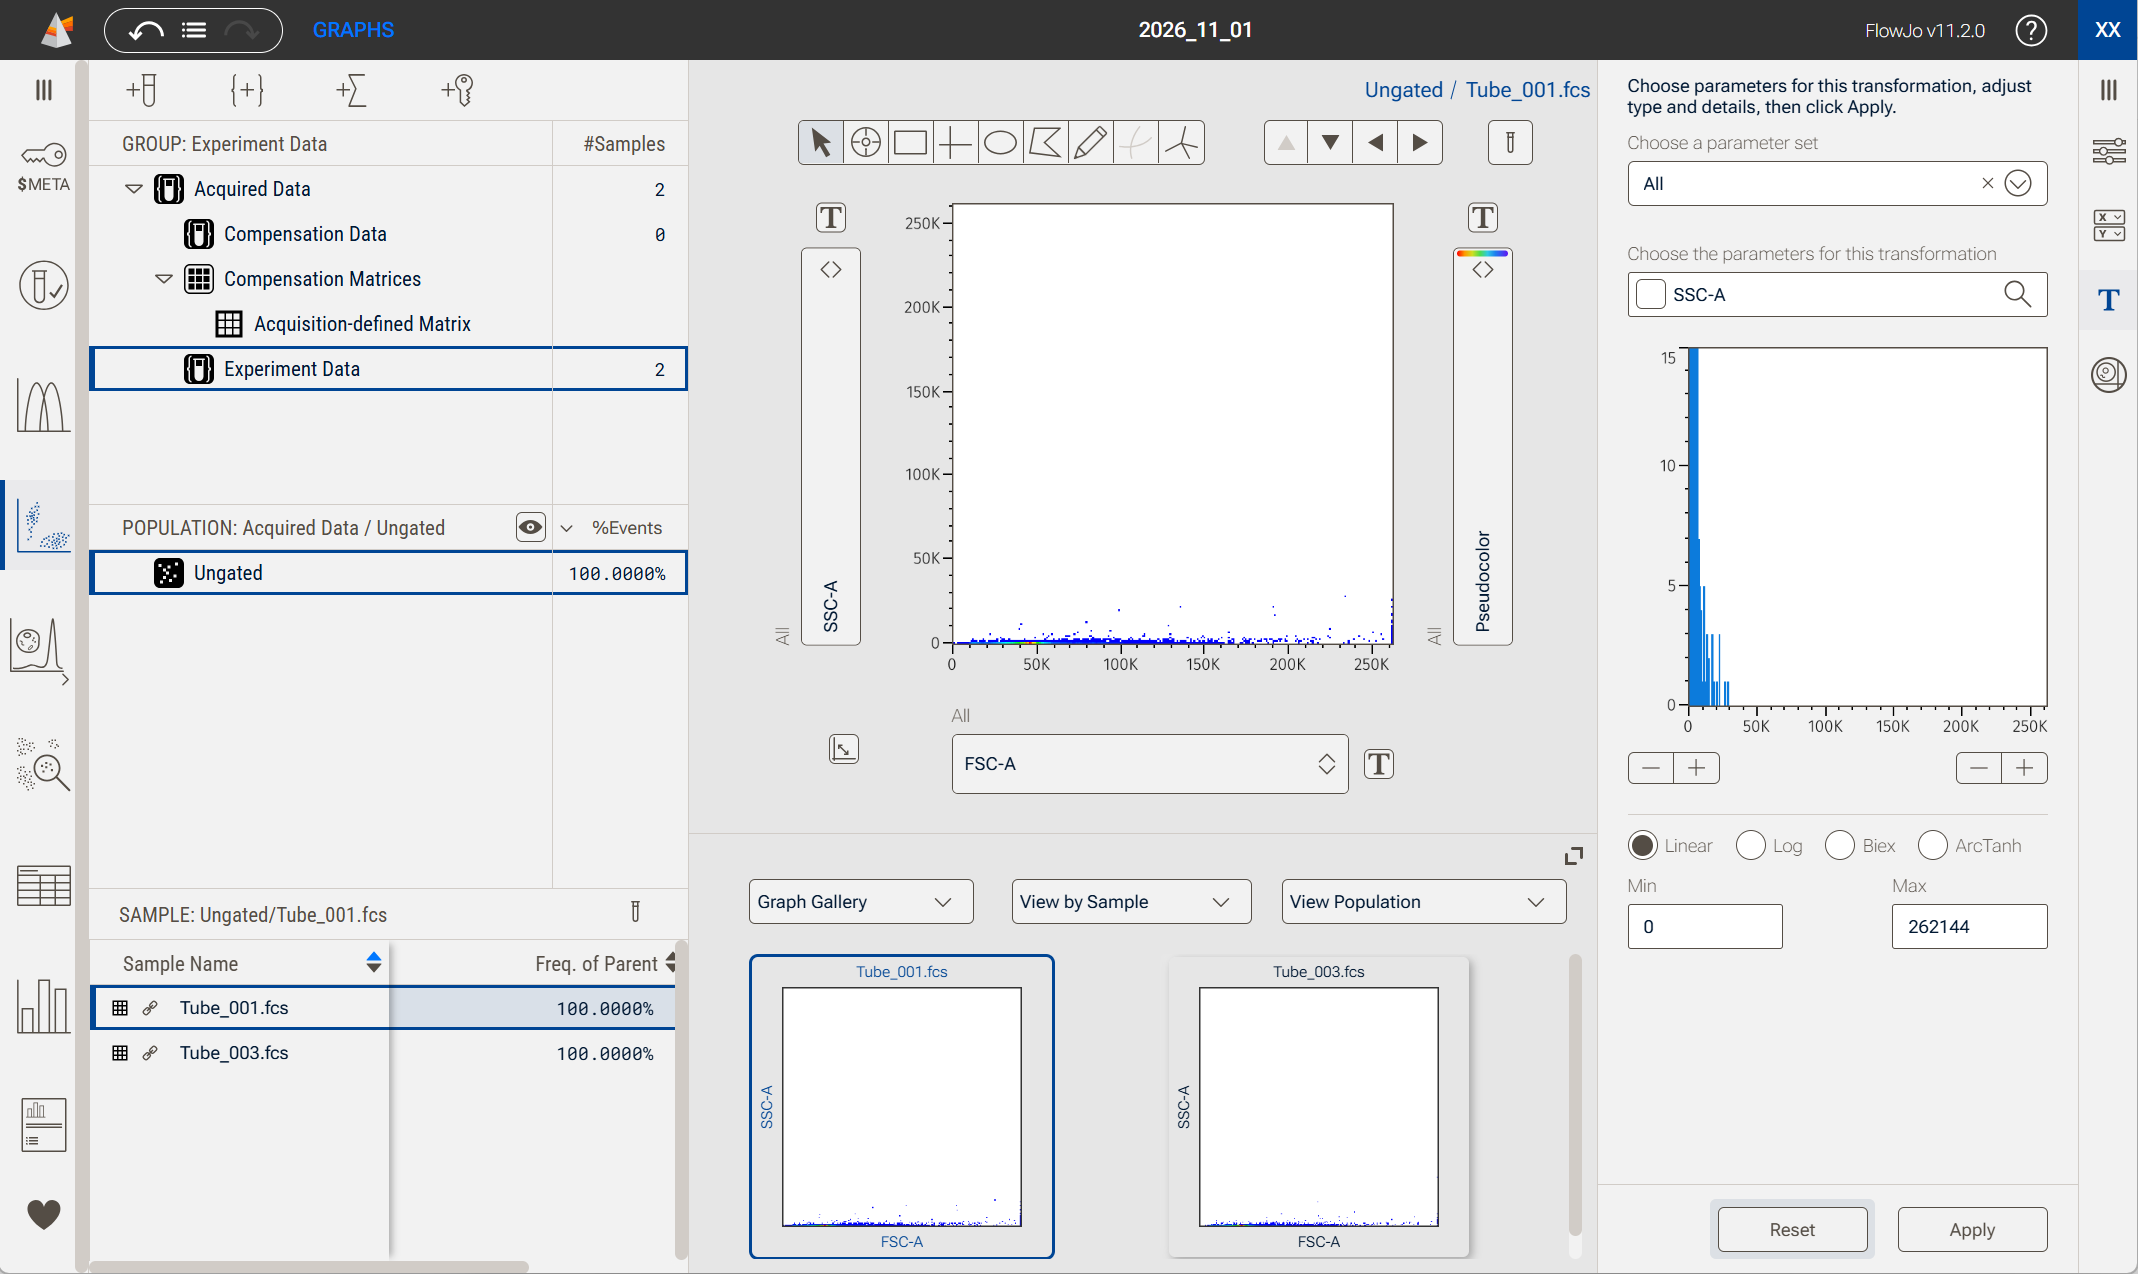 GRAPHS
2026_11_01
FlowJo v11.2.0
?
XX
$META
GROUP: Experiment Data
#Samples
Acquired Data
2
Compensation Data
0
Compensation Matrices
Acquisition-defined Matrix
Experiment Data
2
POPULATION: Acquired Data / Ungated
%Events
Ungated
100.0000%
SAMPLE: Ungated/Tube_001.fcs
Sample Name
Freq. of Parent
Tube_001.fcs
100.0000%
Tube_003.fcs
100.0000%
Ungated / Tube_001.fcs
T
T
SSC-A
All
250K
200K
150K
100K
50K
0
0
50K
100K
150K
200K
250K
Pseudocolor
All
All
FSC-A
T
Graph Gallery
View by Sample
View Population
Tube_001.fcs
SSC-A
FSC-A
Tube_003.fcs
SSC-A
FSC-A
Choose parameters for this transformation, adjust
type and details, then click Apply.
Choose a parameter set
All
Choose the parameters for this transformation
SSC-A
15
10
5
0
0
50K
100K
150K
200K
250K
Linear
Log
Biex
ArcTanh
Min
Max
0
262144
Reset
Apply
X
Y
T